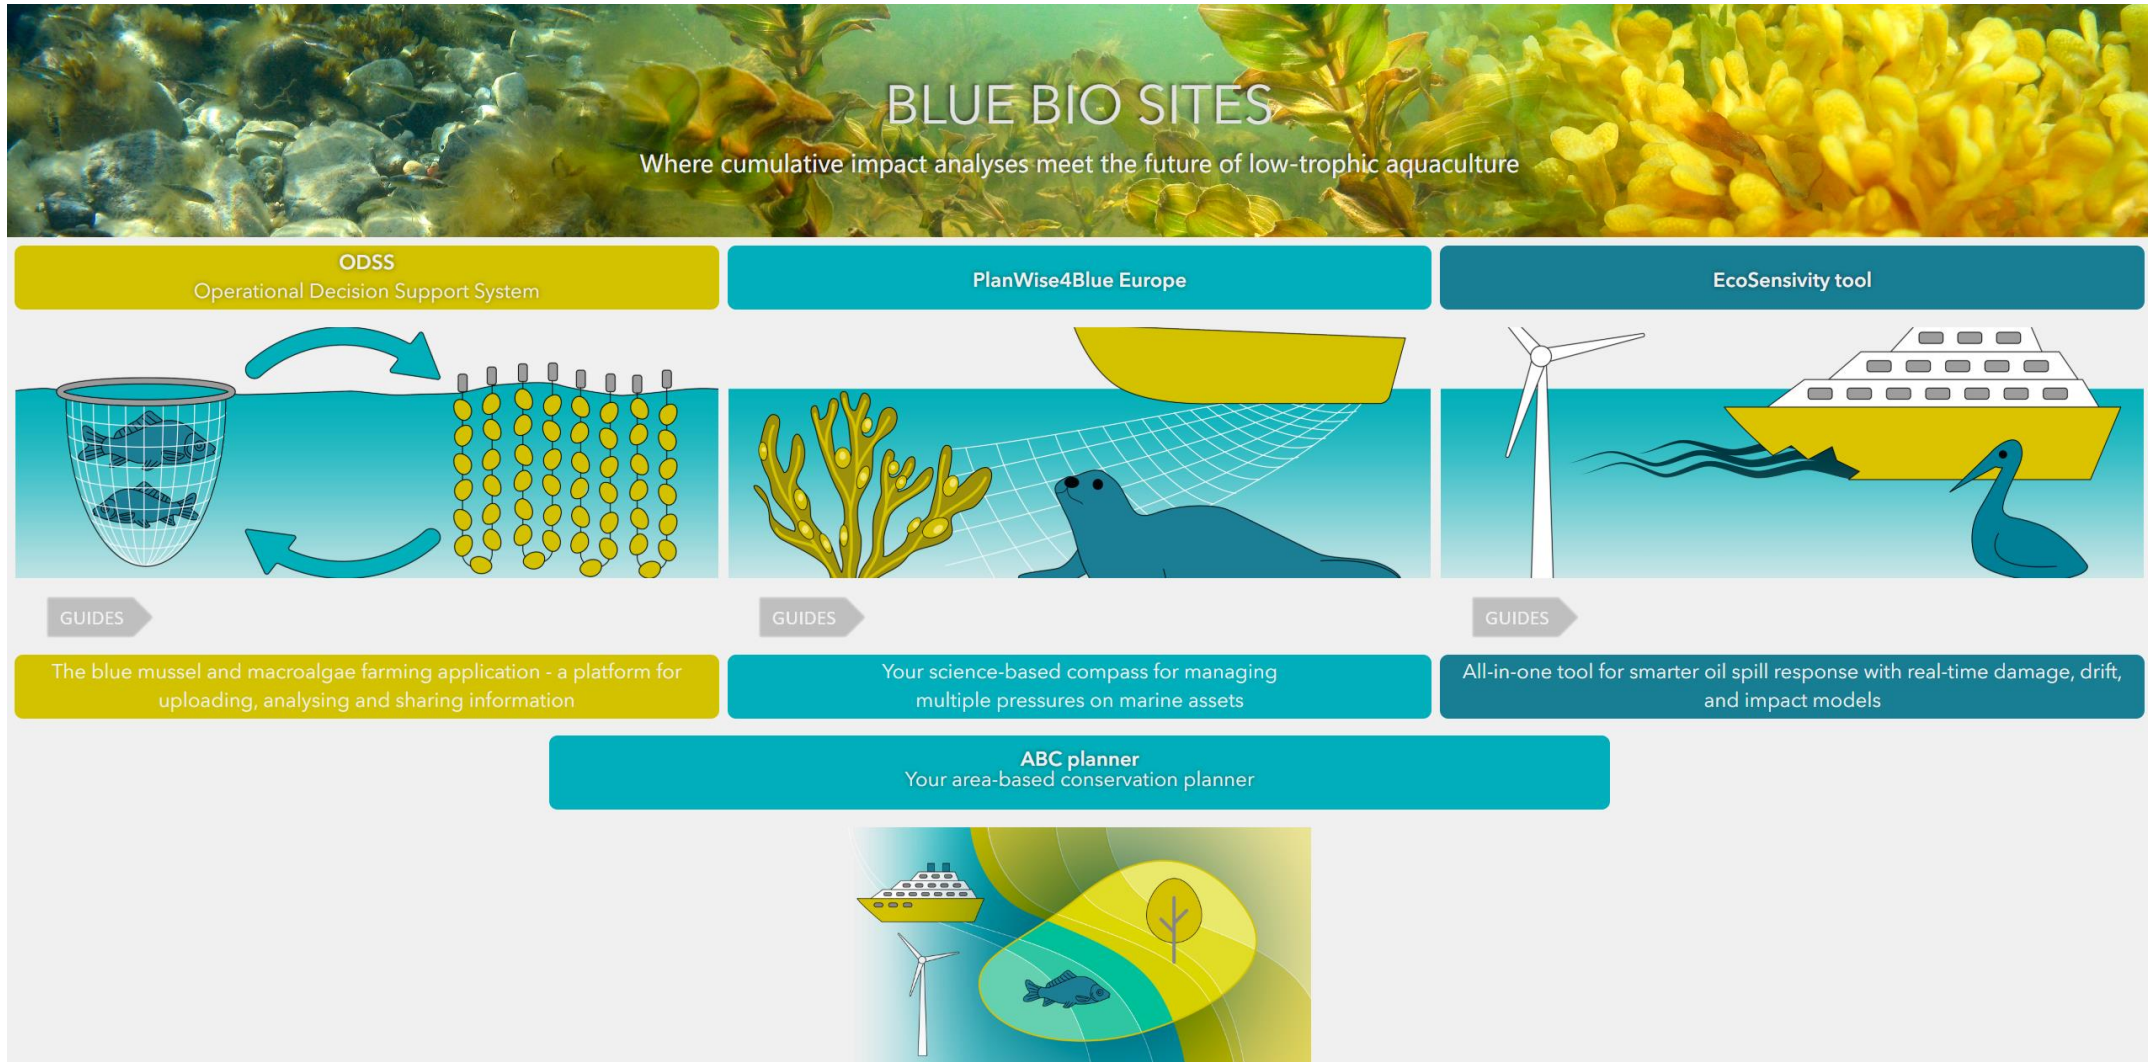 BLUE BIO SITES
Where cumulative impact analyses meet the future of low-trophic aquaculture
ODSS
Operational Decision Support System
PlanWise4Blue Europe
EcoSensivity tool
GUIDES
GUIDES
GUIDES
The blue mussel and macroalgae farming application - a platform for
uploading, analysing and sharing information
Your science-based compass for managing
multiple pressures on marine assets
All-in-one tool for smarter oil spill response with real-time damage, drift,
and impact models
ABC planner
Your area-based conservation planner